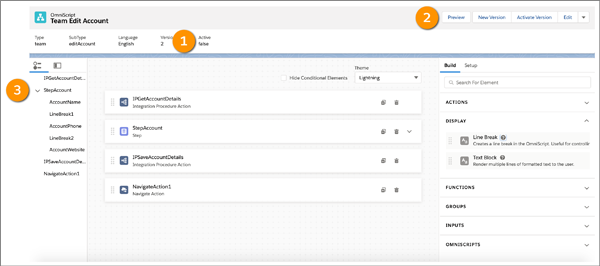 OmniScript
Team Edit Account
2
Preview
New Version
Activate Version
Edit
Type
SubType
Language
Version
Active
team
editAccount
English
2
false
1
3
IPGetAccountDet...
StepAccount
AccountName
LineBreak1
AccountPhone
LineBreak2
AccountWebsite
IPSaveAccountDe...
NavigateAction1
Hide Conditional Elements
Theme
Lightning
IPGetAccountDetails
Integration Procedure Action
StepAccount
Step
IPSaveAccountDetails
Integration Procedure Action
NavigateAction1
Navigate Action
Build
Setup
Search For Element
ACTIONS
DISPLAY
Line Break
Creates a line break in the OmniScript. Useful for controllin
Text Block
Render multiple lines of formatted text to the user.
FUNCTIONS
GROUPS
INPUTS
OMNISCRIPTS